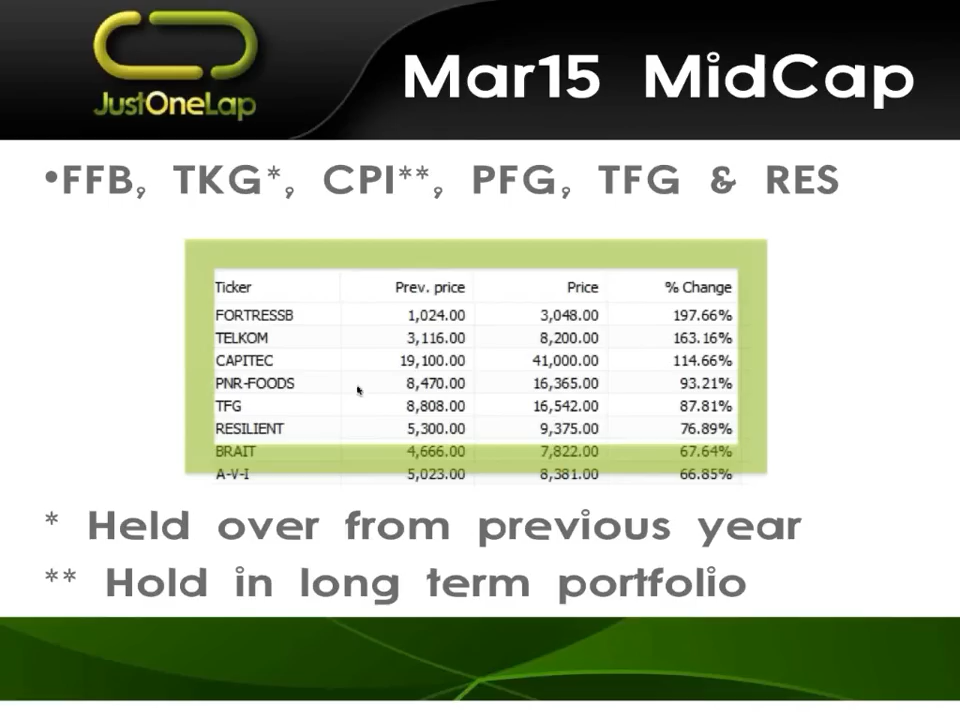 JustOneLap
Mar15 MidCap
•FFB, TKG*, CPI**, PFG, TFG & RES
Ticker Prev. price Price % Change
FORTRESSB 1,024.00 3,048.00 197.66%
TELKOM 3,116.00 8,200.00 163.16%
CAPITEC 19,100.00 41,000.00 114.66%
PNR-FOODS 8,470.00 16,365.00 93.21%
TFG 8,808.00 16,542.00 87.81%
RESILIENT 5,300.00 9,375.00 76.89%
BRAIT 4,666.00 7,822.00 67.64%
A-V-I 5,023.00 8,381.00 66.85%
* Held over from previous year
** Hold in long term portfolio